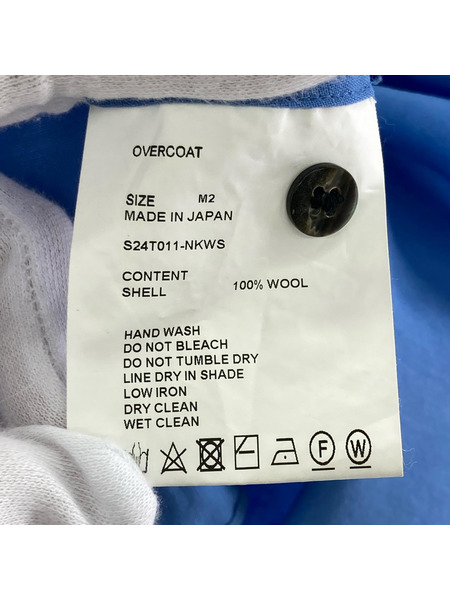 OVERCOAT
SIZE M2
MADE IN JAPAN
S24T011-NKWS
CONTENT
SHELL 100% WOOL
HAND WASH
DO NOT BLEACH
DO NOT TUMBLE DRY
LINE DRY IN SHADE
LOW IRON
DRY CLEAN
WET CLEAN
F W